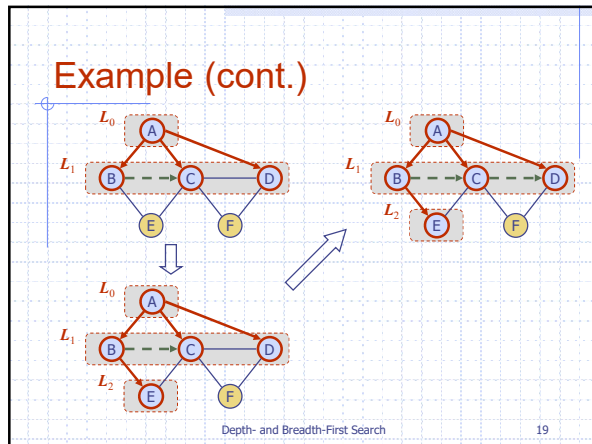 Example (cont.)
L0
A
L1
B C D
E F
L0
A
L1
B C D
L2
E F
L0
A
L1
B C D
L2
E F
Depth- and Breadth-First Search 19